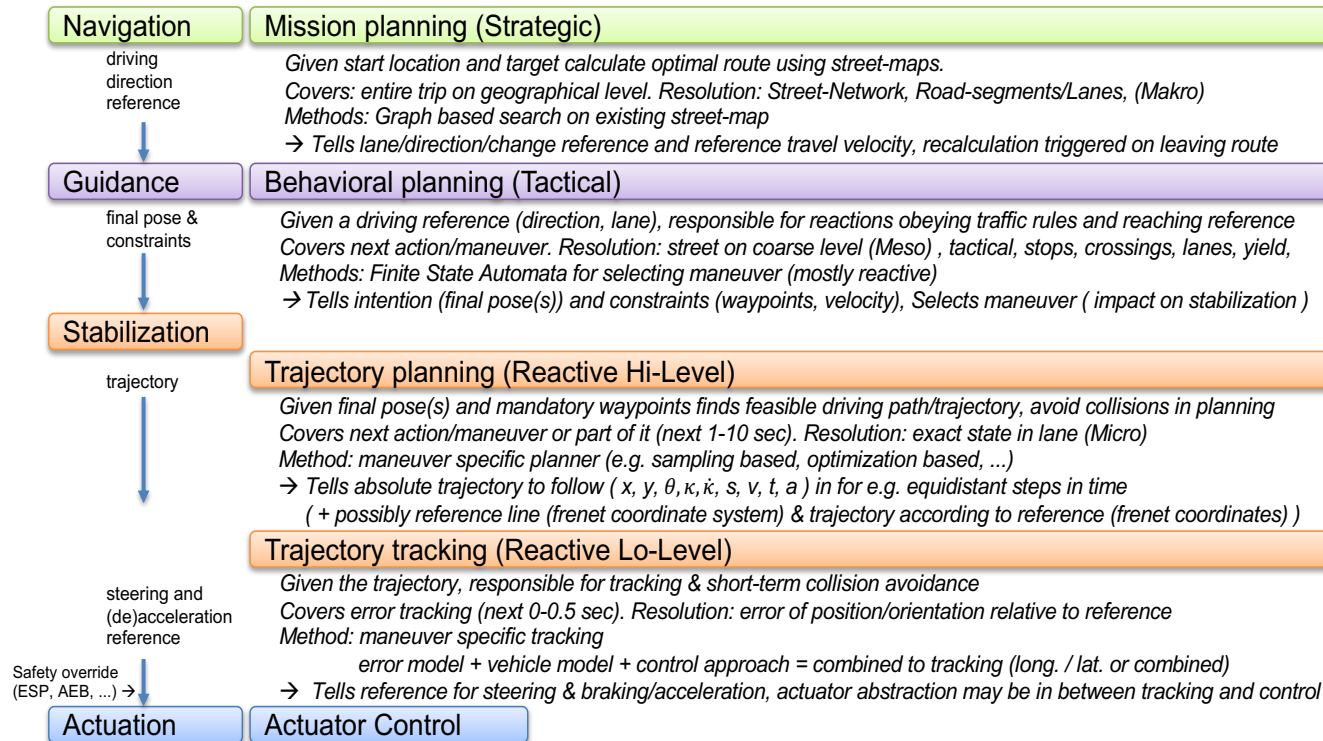 Navigation
Mission planning (Strategic)
driving
direction
reference
Given start location and target calculate optimal route using street-maps.
Covers: entire trip on geographical level. Resolution: Street-Network, Road-segments/Lanes, (Makro)
Methods: Graph based search on existing street-map
→ Tells lane/direction/change reference and reference travel velocity, recalculation triggered on leaving route
Guidance
Behavioral planning (Tactical)
final pose &
constraints
Given a driving reference (direction, lane), responsible for reactions obeying traffic rules and reaching reference
Covers next action/maneuver. Resolution: street on coarse level (Meso) , tactical, stops, crossings, lanes, yield,
Methods: Finite State Automata for selecting maneuver (mostly reactive)
→ Tells intention (final pose(s)) and constraints (waypoints, velocity), Selects maneuver ( impact on stabilization )
Stabilization
trajectory
Trajectory planning (Reactive Hi-Level)
Given final pose(s) and mandatory waypoints finds feasible driving path/trajectory, avoid collisions in planning
Covers next action/maneuver or part of it (next 1-10 sec). Resolution: exact state in lane (Micro)
Method: maneuver specific planner (e.g. sampling based, optimization based, ...)
→ Tells absolute trajectory to follow ( x, y, θ, κ, κ̇, s, v, t, a ) in for e.g. equidistant steps in time
( + possibly reference line (frenet coordinate system) & trajectory according to reference (frenet coordinates) )
Trajectory tracking (Reactive Lo-Level)
steering and
(de)acceleration
reference
Given the trajectory, responsible for tracking & short-term collision avoidance
Covers error tracking (next 0-0.5 sec). Resolution: error of position/orientation relative to reference
Method: maneuver specific tracking
error model + vehicle model + control approach = combined to tracking (long. / lat. or combined)
Safety override
(ESP, AEB, ...) →
→ Tells reference for steering & braking/acceleration, actuator abstraction may be in between tracking and control
Actuation
Actuator Control